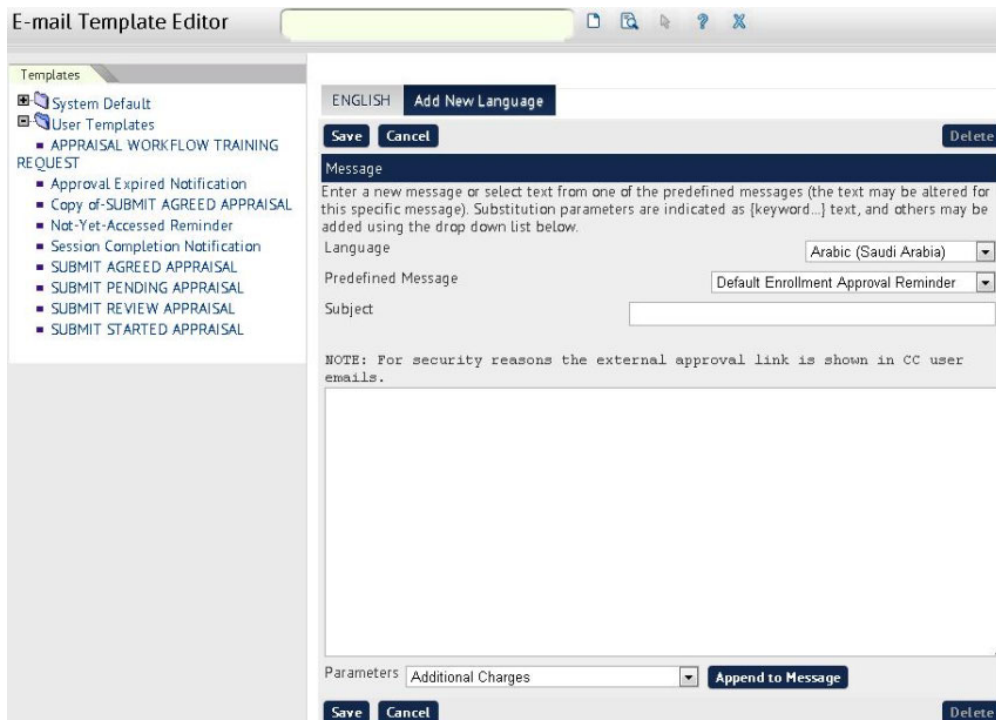 E-mail Template Editor
Templates
System Default
User Templates
APPRAISAL WORKFLOW TRAINING
REQUEST
Approval Expired Notification
Copy of-SUBMIT AGREED APPRAISAL
Not-Yet-Accessed Reminder
Session Completion Notification
SUBMIT AGREED APPRAISAL
SUBMIT PENDING APPRAISAL
SUBMIT REVIEW APPRAISAL
SUBMIT STARTED APPRAISAL
ENGLISH Add New Language
Save Cancel Delete
Message
Enter a new message or select text from one of the predefined messages (the text may be altered for
this specific message). Substitution parameters are indicated as {keyword...} text, and others may be
added using the drop down list below.
Language Arabic (Saudi Arabia)
Predefined Message Default Enrollment Approval Reminder
Subject
NOTE: For security reasons the external approval link is shown in CC user
emails.
Parameters Additional Charges Append to Message
Save Cancel Delete